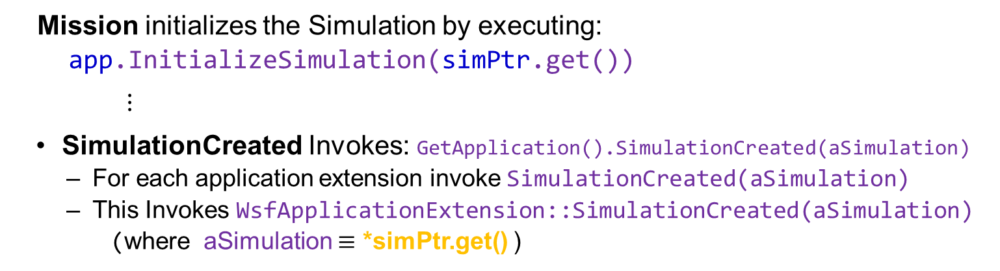 Mission initializes the Simulation by executing:
app.InitializeSimulation(simPtr.get())
⋮
• SimulationCreated Invokes: GetApplication().SimulationCreated(aSimulation)
– For each application extension invoke SimulationCreated(aSimulation)
– This Invokes WsfApplicationExtension::SimulationCreated(aSimulation)
(where aSimulation ≡ *simPtr.get() )